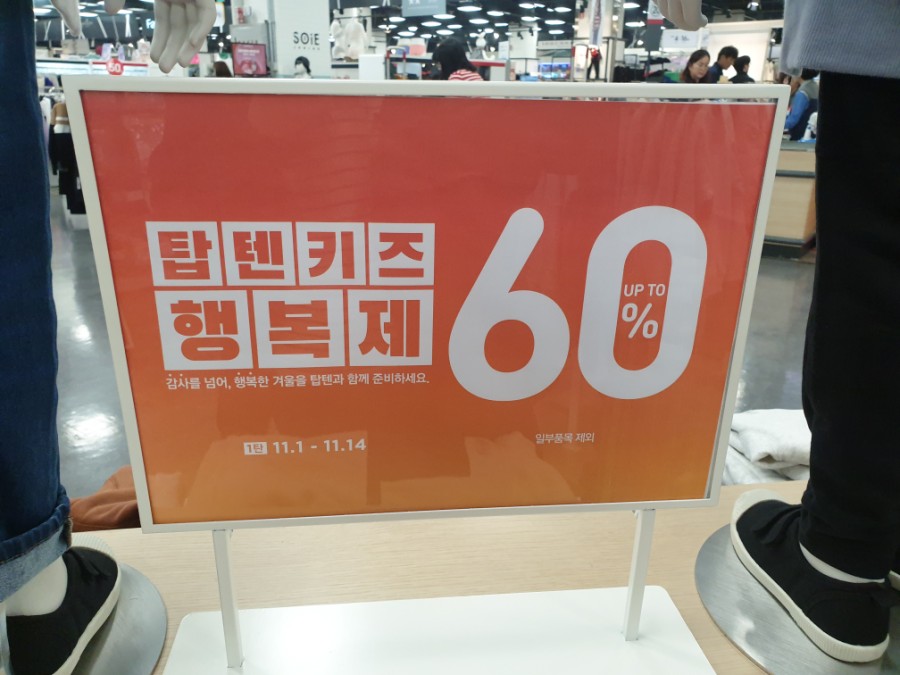 SOiE
60
탑텐키즈
행복제
감사를 넘어, 행복한 겨울을 탑텐과 함께 준비하세요.
1탄 11.1 - 11.14
60
UP TO
%
일부품목 제외